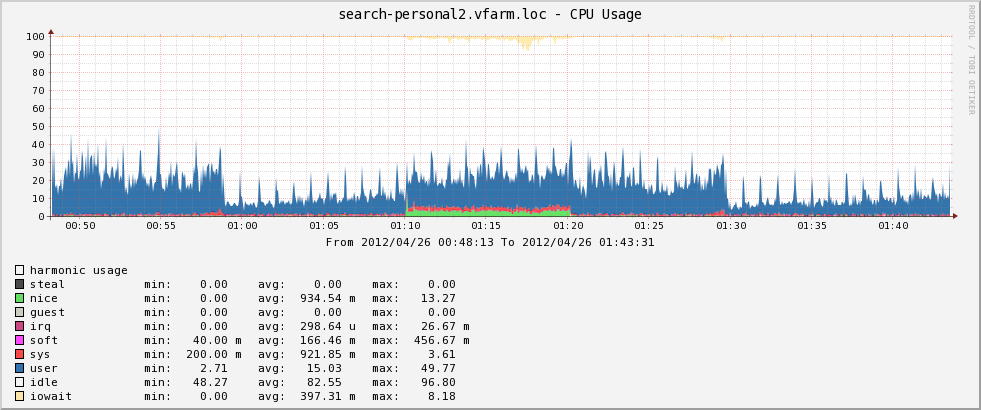 search-personal2.vfarm.loc - CPU Usage
RRDTOOL / TOBI OETIKER
100
90
80
70
60
50
40
30
20
10
0
00:50 00:55 01:00 01:05 01:10 01:15 01:20 01:25 01:30 01:35 01:40
From 2012/04/26 00:48:13 To 2012/04/26 01:43:31
harmonic usage
steal min: 0.00 avg: 0.00 max: 0.00
nice min: 0.00 avg: 934.54 m max: 13.27
guest min: 0.00 avg: 0.00 max: 0.00
irq min: 0.00 avg: 298.64 u max: 26.67 m
soft min: 40.00 m avg: 166.46 m max: 456.67 m
sys min: 200.00 m avg: 921.85 m max: 3.61
user min: 2.71 avg: 15.03 max: 49.77
idle min: 48.27 avg: 82.55 max: 96.80
iowait min: 0.00 avg: 397.31 m max: 8.18